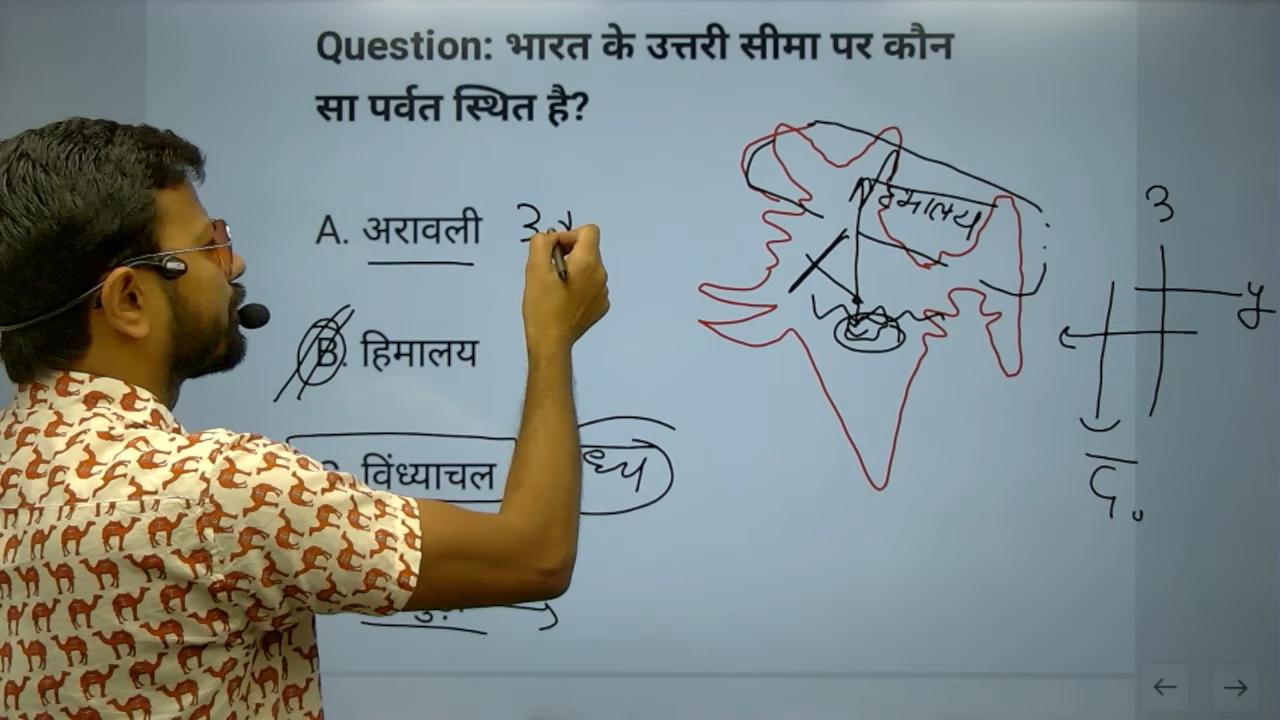 Question: भारत के उत्तरी सीमा पर कौन
सा पर्वत स्थित है?
A. अरावली
B. हिमालय
विंध्याचल
ध्य
हिमालय
उ
पू
द